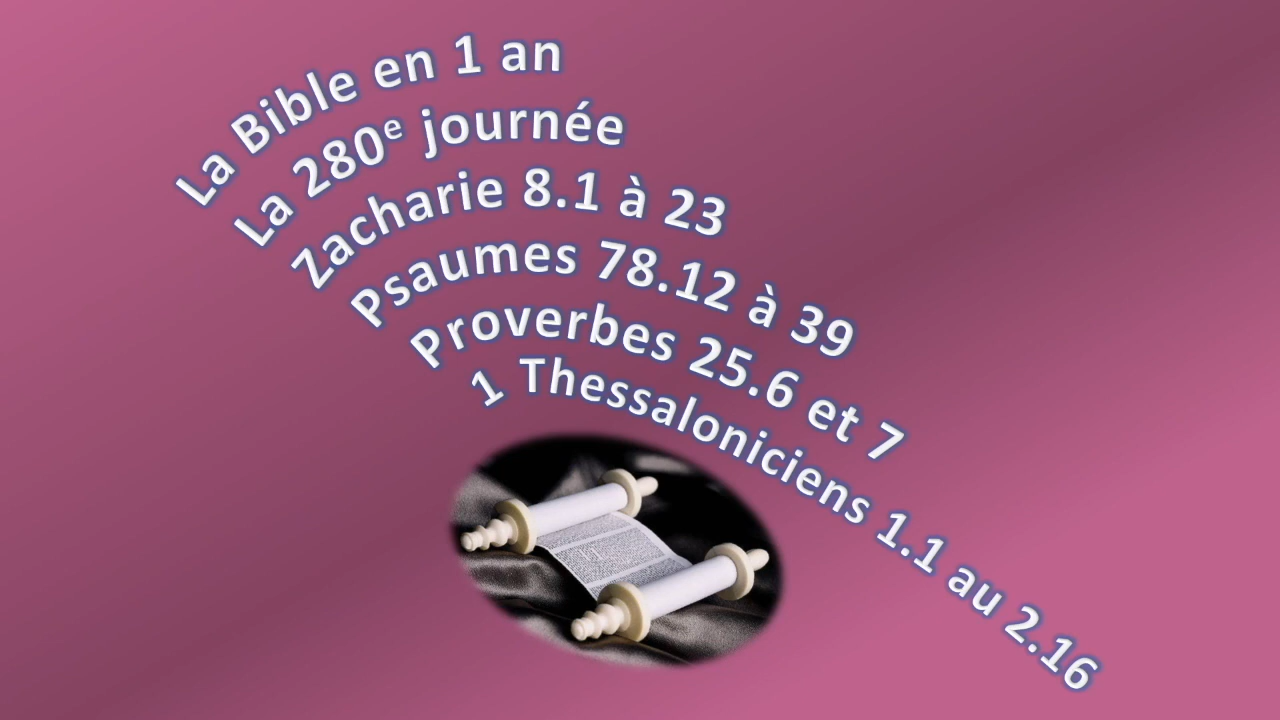 La Bible en 1 an
La 280e journée
Zacharie 8.1 à 23
Psaumes 78.12 à 39
Proverbes 25.6 et 7
1 Thessaloniciens 1.1 au 2.16